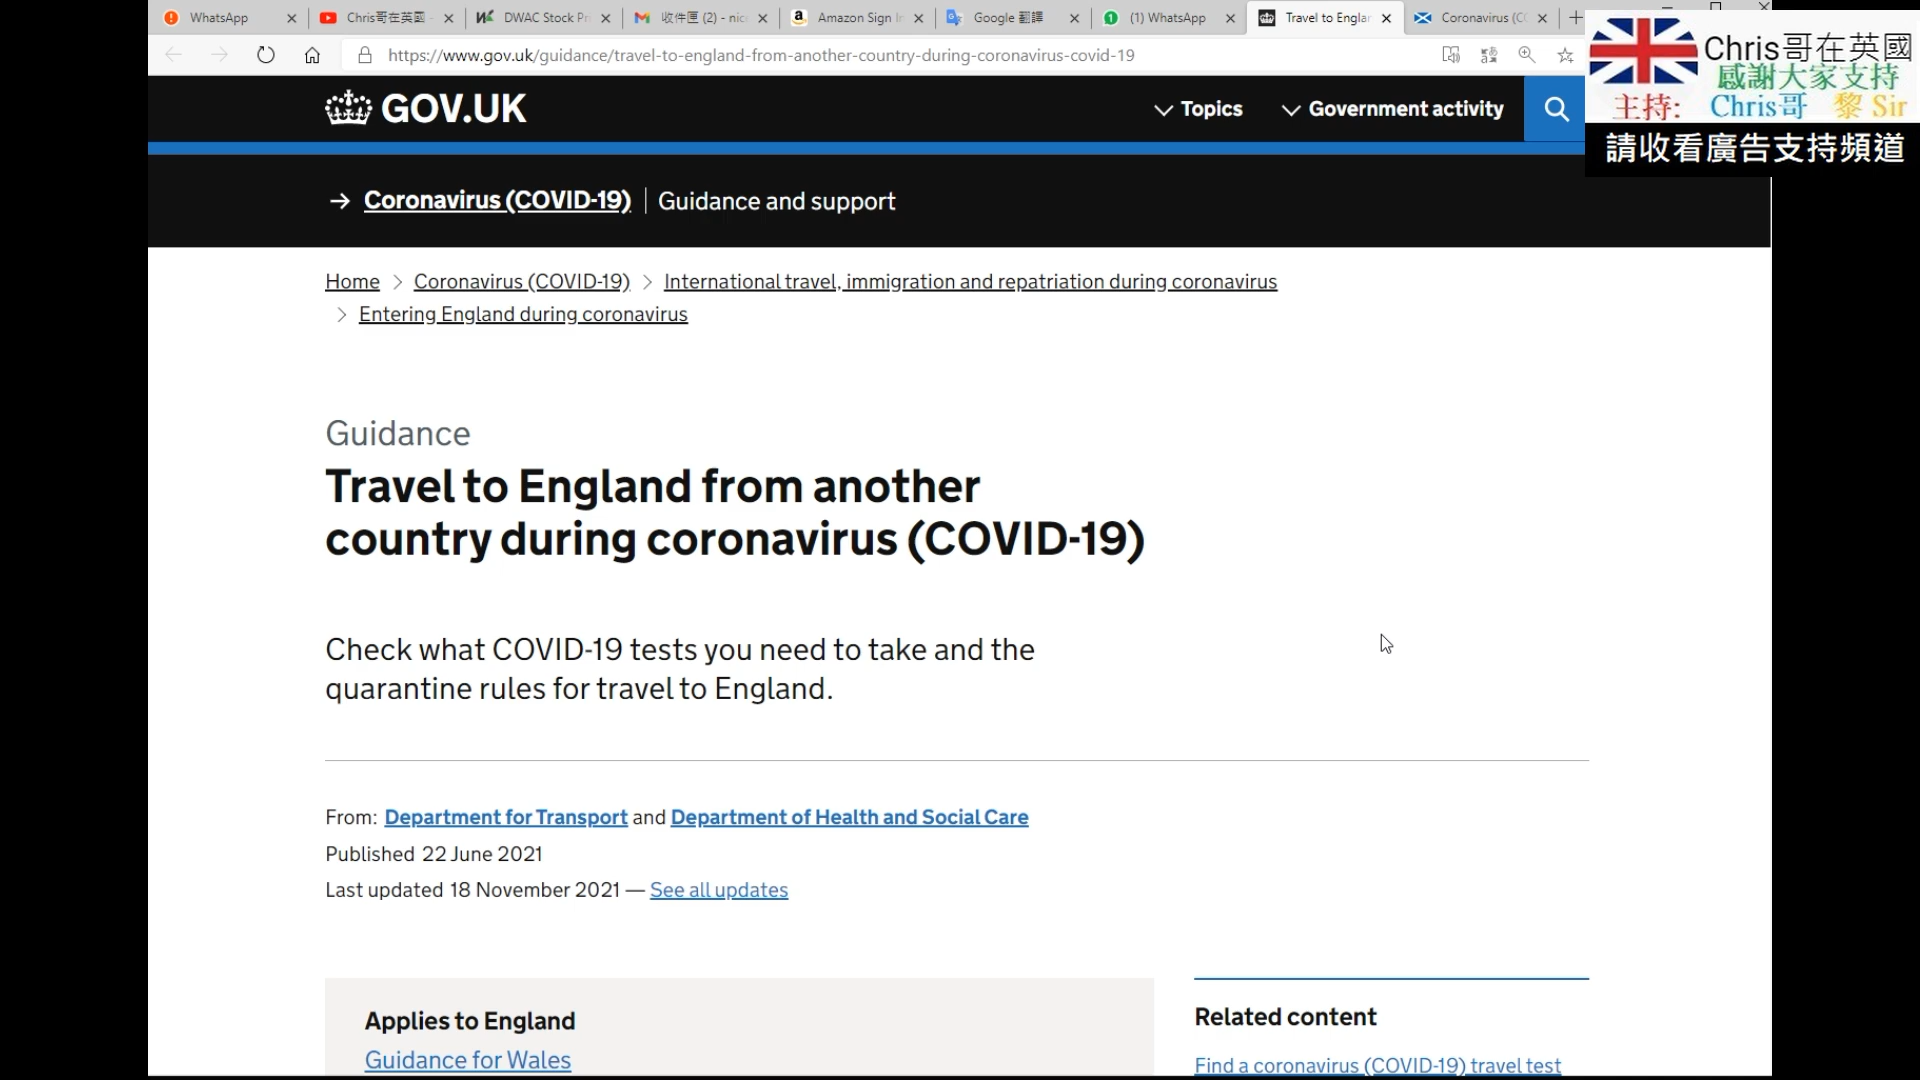 WhatsApp
Chris哥在英國
DWAC Stock Pr
收件匣 (2) - nic
Amazon Sign In
Google 翻譯
(1) WhatsApp
Travel to Englan
Coronavirus (CO
https://www.gov.uk/guidance/travel-to-england-from-another-country-during-coronavirus-covid-19
Chris哥在英國
感謝大家支持
主持: Chris哥 黎 Sir
請收看廣告支持頻道
GOV.UK
Topics
Government activity
→ Coronavirus (COVID-19) | Guidance and support
Home > Coronavirus (COVID-19) > International travel, immigration and repatriation during coronavirus
> Entering England during coronavirus
Guidance
Travel to England from another
country during coronavirus (COVID-19)
Check what COVID-19 tests you need to take and the
quarantine rules for travel to England.
From: Department for Transport and Department of Health and Social Care
Published 22 June 2021
Last updated 18 November 2021 — See all updates
Applies to England
Guidance for Wales
Related content
Find a coronavirus (COVID-19) travel test